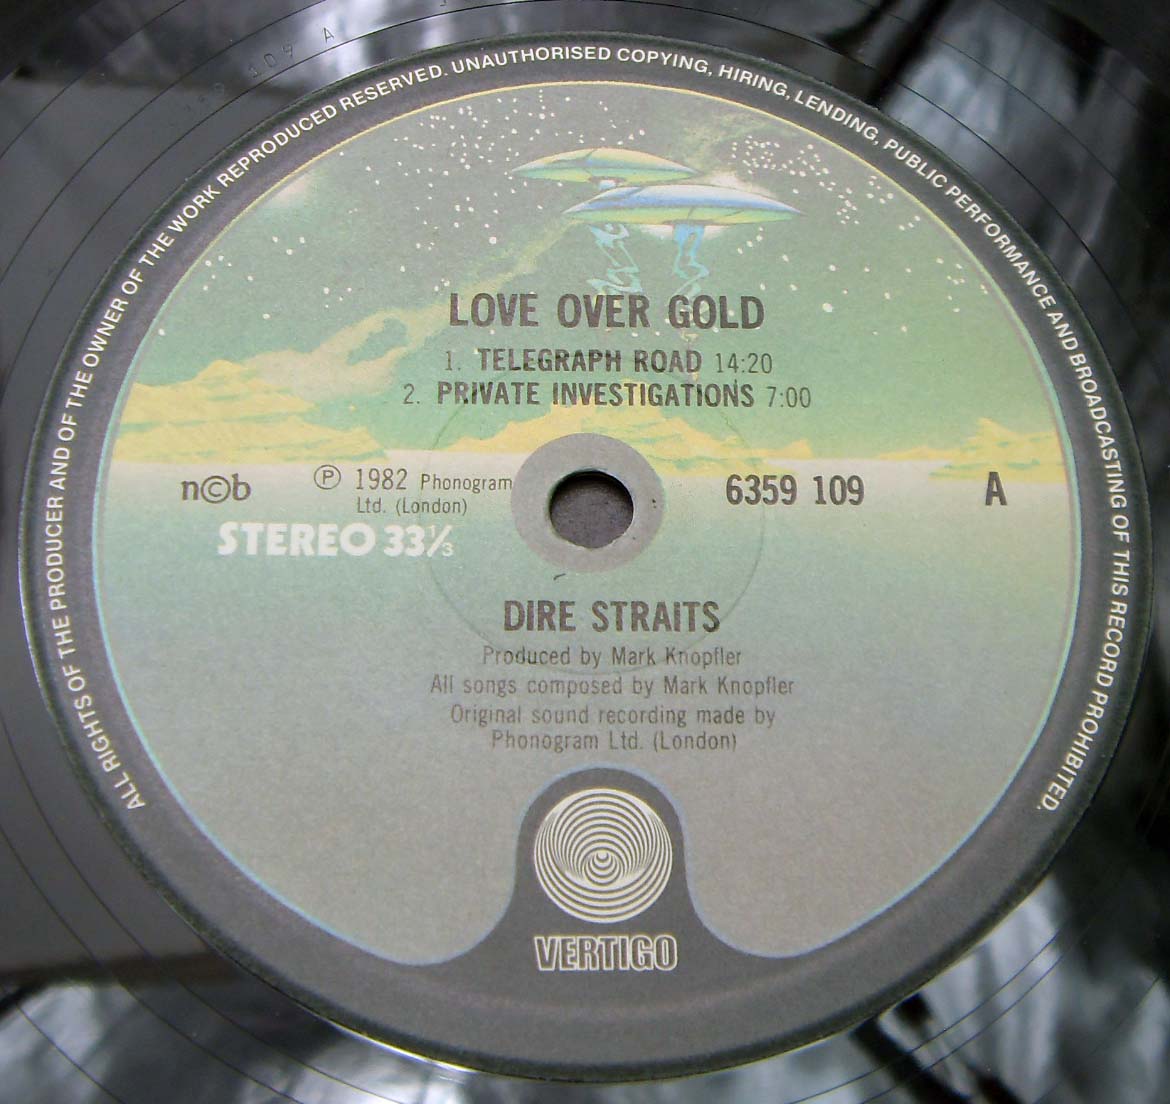 ALL RIGHTS OF THE PRODUCER AND OF THE OWNER OF THE WORK REPRODUCED RESERVED. UNAUTHORISED COPYING, HIRING, LENDING, PUBLIC PERFORMANCE AND BROADCASTING OF THIS RECORD PROHIBITED.
LOVE OVER GOLD
1. TELEGRAPH ROAD 14:20
2. PRIVATE INVESTIGATIONS 7:00
n©b
℗ 1982 Phonogram
Ltd. (London)
6359 109 A
STEREO 33⅓
DIRE STRAITS
Produced by Mark Knopfler
All songs composed by Mark Knopfler
Original sound recording made by
Phonogram Ltd. (London)
VERTIGO